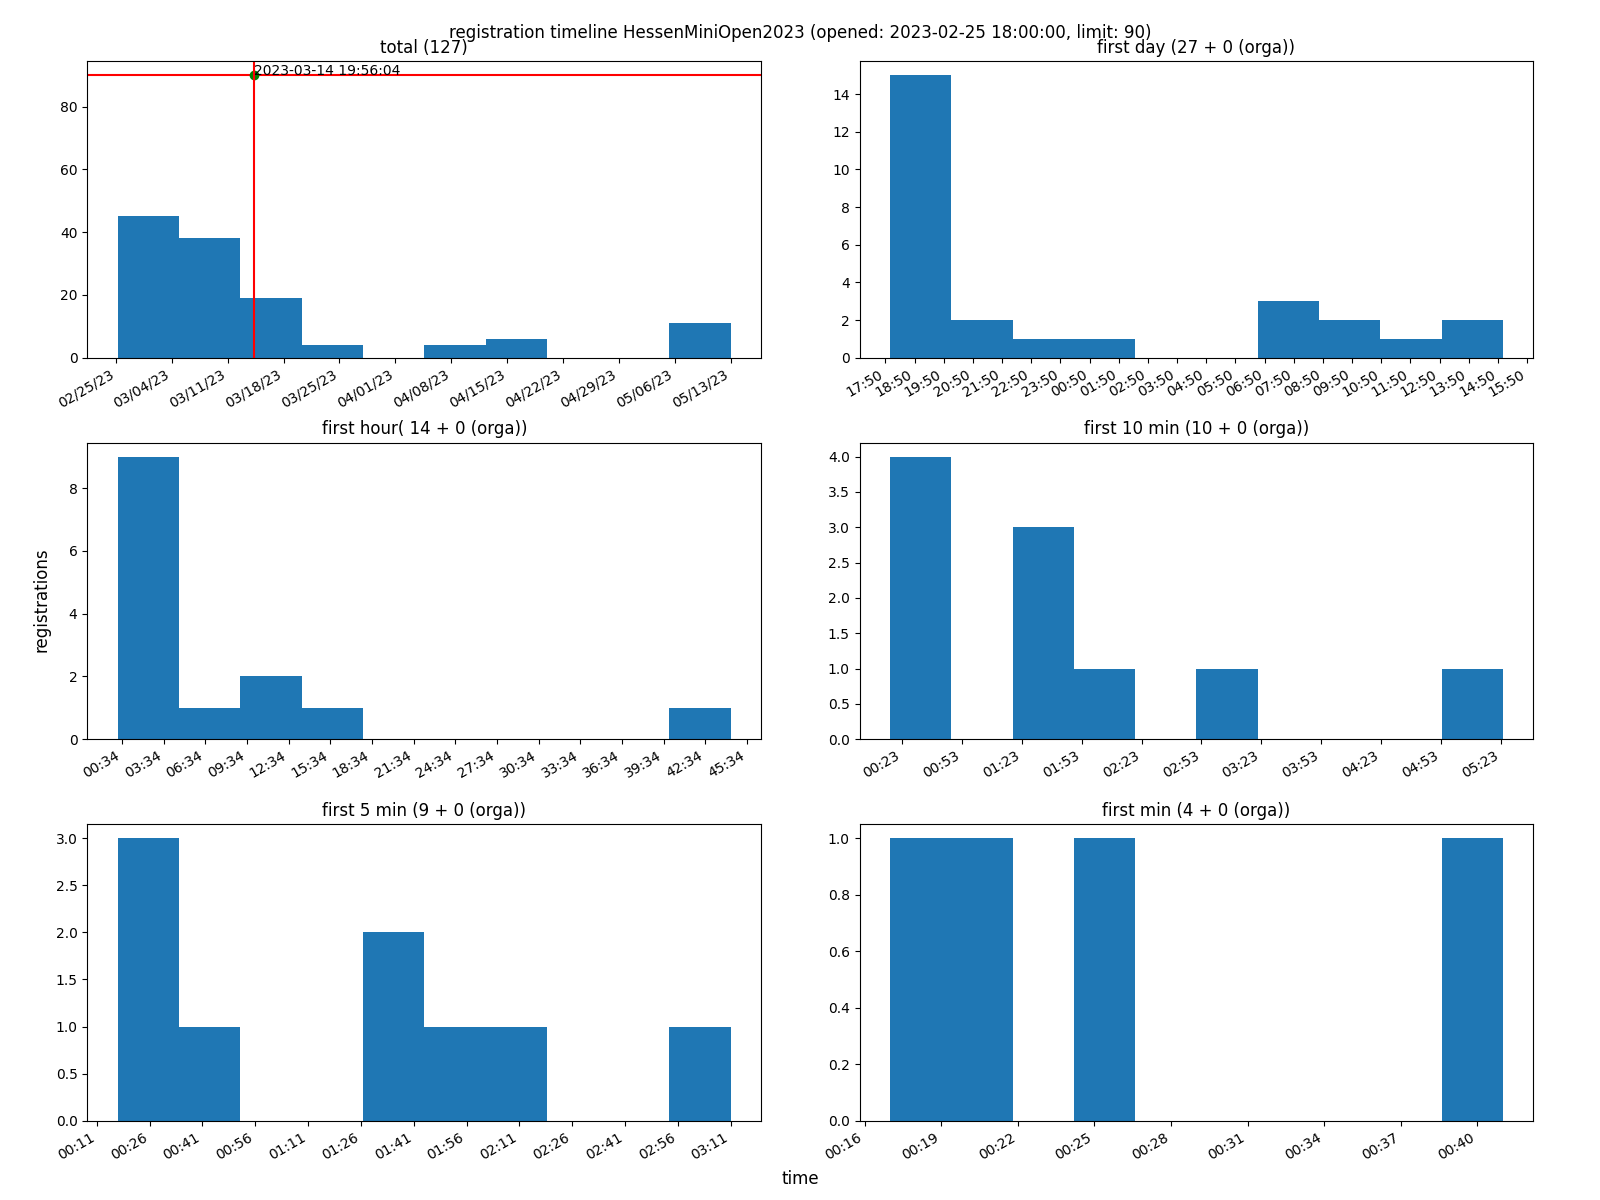 registration timeline HessenMiniOpen2023 (opened: 2023-02-25 18:00:00, limit: 90)
total (127)
2023-03-14 19:56:04
80
60
40
20
0
02/25/23 03/04/23 03/11/23 03/18/23 03/25/23 04/01/23 04/08/23 04/15/23 04/22/23 04/29/23 05/06/23 05/13/23
first day (27 + 0 (orga))
14
12
10
8
6
4
2
0
17:50 18:50 19:50 20:50 21:50 22:50 23:50 00:50 01:50 02:50 03:50 04:50 05:50 06:50 07:50 08:50 09:50 10:50 11:50 12:50 13:50 14:50 15:50
first hour( 14 + 0 (orga))
registrations
8
6
4
2
0
00:34 03:34 06:34 09:34 12:34 15:34 18:34 21:34 24:34 27:34 30:34 33:34 36:34 39:34 42:34 45:34
first 10 min (10 + 0 (orga))
4.0
3.5
3.0
2.5
2.0
1.5
1.0
0.5
0.0
00:23 00:53 01:23 01:53 02:23 02:53 03:23 03:53 04:23 04:53 05:23
first 5 min (9 + 0 (orga))
3.0
2.5
2.0
1.5
1.0
0.5
0.0
00:11 00:26 00:41 00:56 01:11 01:26 01:41 01:56 02:11 02:26 02:41 02:56 03:11
first min (4 + 0 (orga))
1.0
0.8
0.6
0.4
0.2
0.0
00:16 00:19 00:22 00:25 00:28 00:31 00:34 00:37 00:40
time